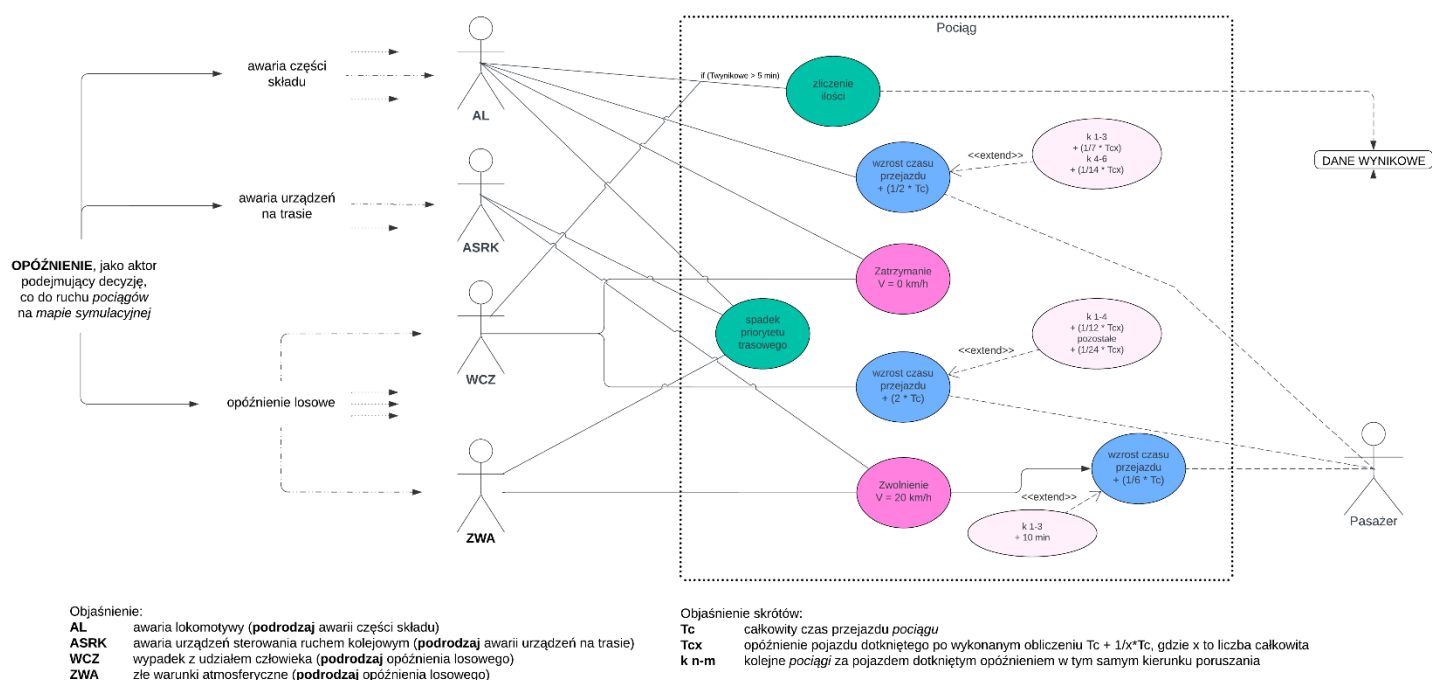 Pociąg
awaria części
składu
AL
if (Twynikowe > 5 min)
zliczenie
ilości
k 1-3
+ (1/7 * Tcx)
k 4-6
+ (1/14 * Tcx)
<<extend>>
wzrost czasu
przejazdu
+ (1/2 * Tc)
DANE WYNIKOWE
awaria urządzeń
na trasie
ASRK
OPÓŹNIENIE, jako aktor
podejmujący decyzję,
co do ruchu pociągów
na mapie symulacyjnej
Zatrzymanie
V = 0 km/h
spadek
priorytetu
trasowego
k 1-4
+ (1/12 * Tcx)
pozostałe
+ (1/24 * Tcx)
<<extend>>
WCZ
wzrost czasu
przejazdu
+ (2 * Tc)
opóźnienie losowe
wzrost czasu
przejazdu
+ (1/6 * Tc)
Zwolnienie
V = 20 km/h
<<extend>>
k 1-3
+ 10 min
Pasażer
ZWA
Objaśnienie:
AL awaria lokomotywy (podrodzaj awarii części składu)
ASRK awaria urządzeń sterowania ruchem kolejowym (podrodzaj awarii urządzeń na trasie)
WCZ wypadek z udziałem człowieka (podrodzaj opóźnienia losowego)
ZWA złe warunki atmosferyczne (podrodzaj opóźnienia losowego)
Objaśnienie skrótów:
Tc całkowity czas przejazdu pociągu
Tcx opóźnienie pojazdu dotkniętego po wykonanym obliczeniu Tc + 1/x*Tc, gdzie x to liczba całkowita
k n-m kolejne pociągi za pojazdem dotkniętym opóźnieniem w tym samym kierunku poruszania